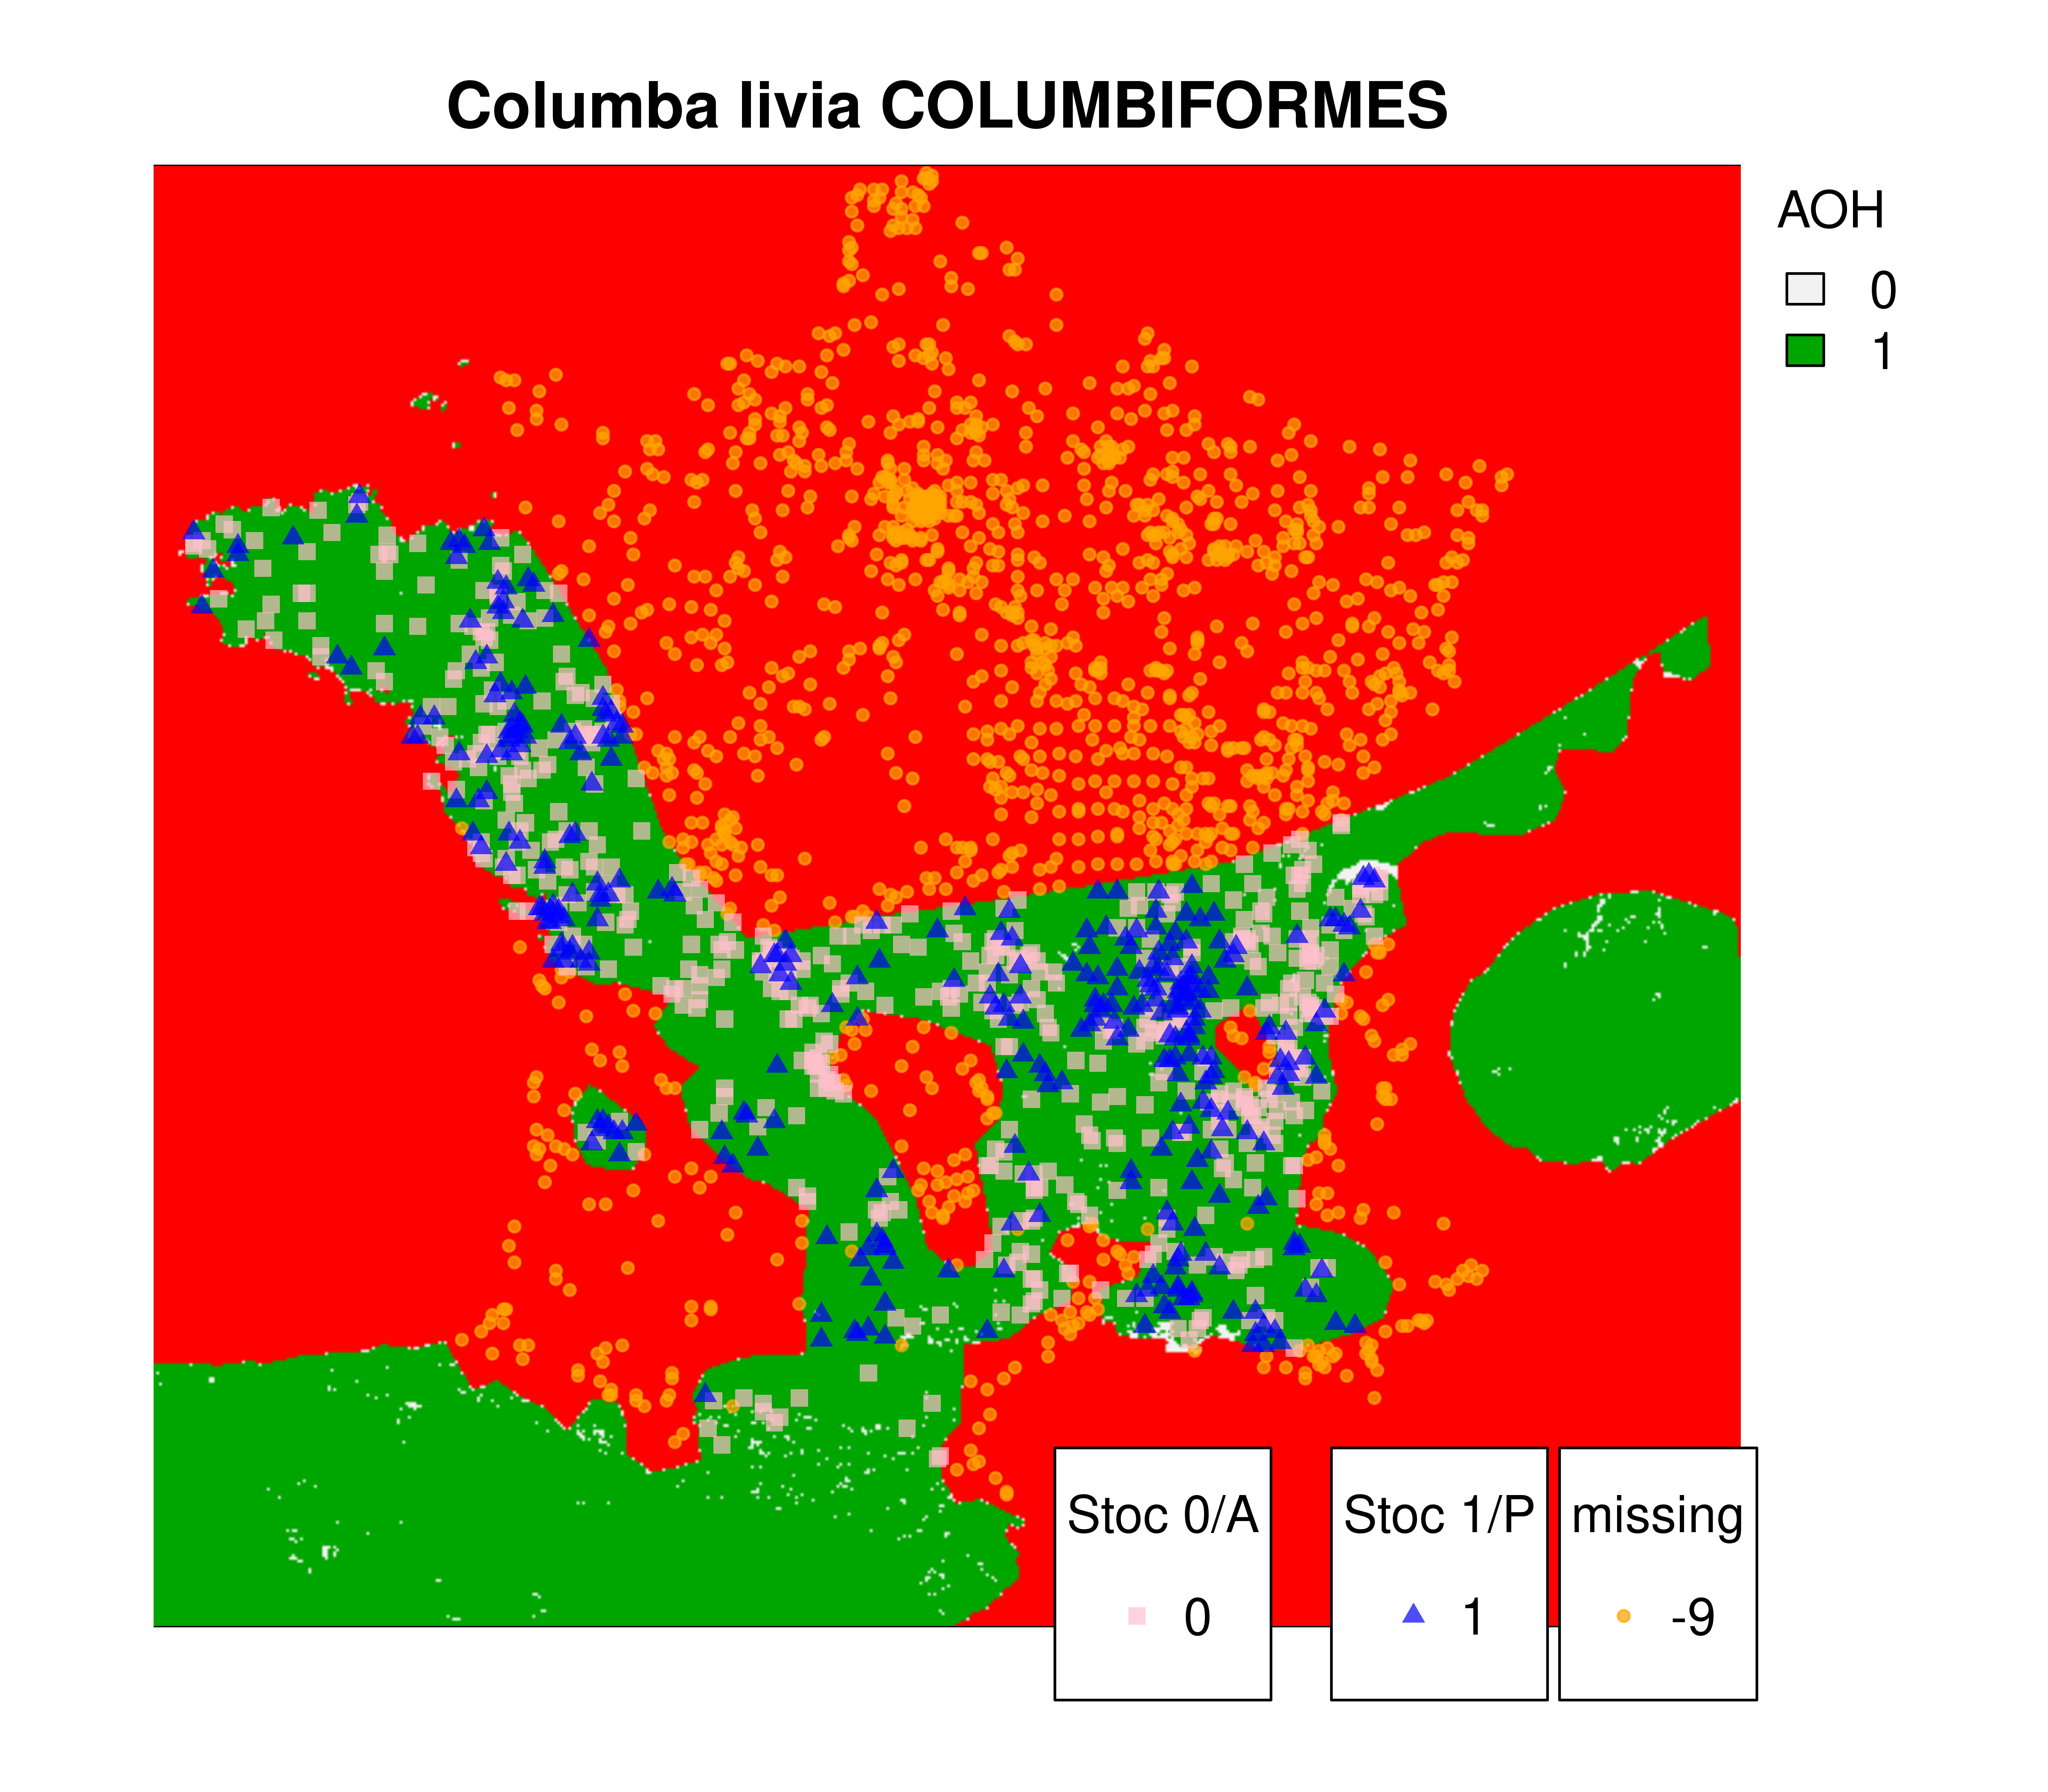 Columba livia COLUMBIFORMES
AOH
0
1
Stoc 0/A
0
Stoc 1/P
1
missing
-9